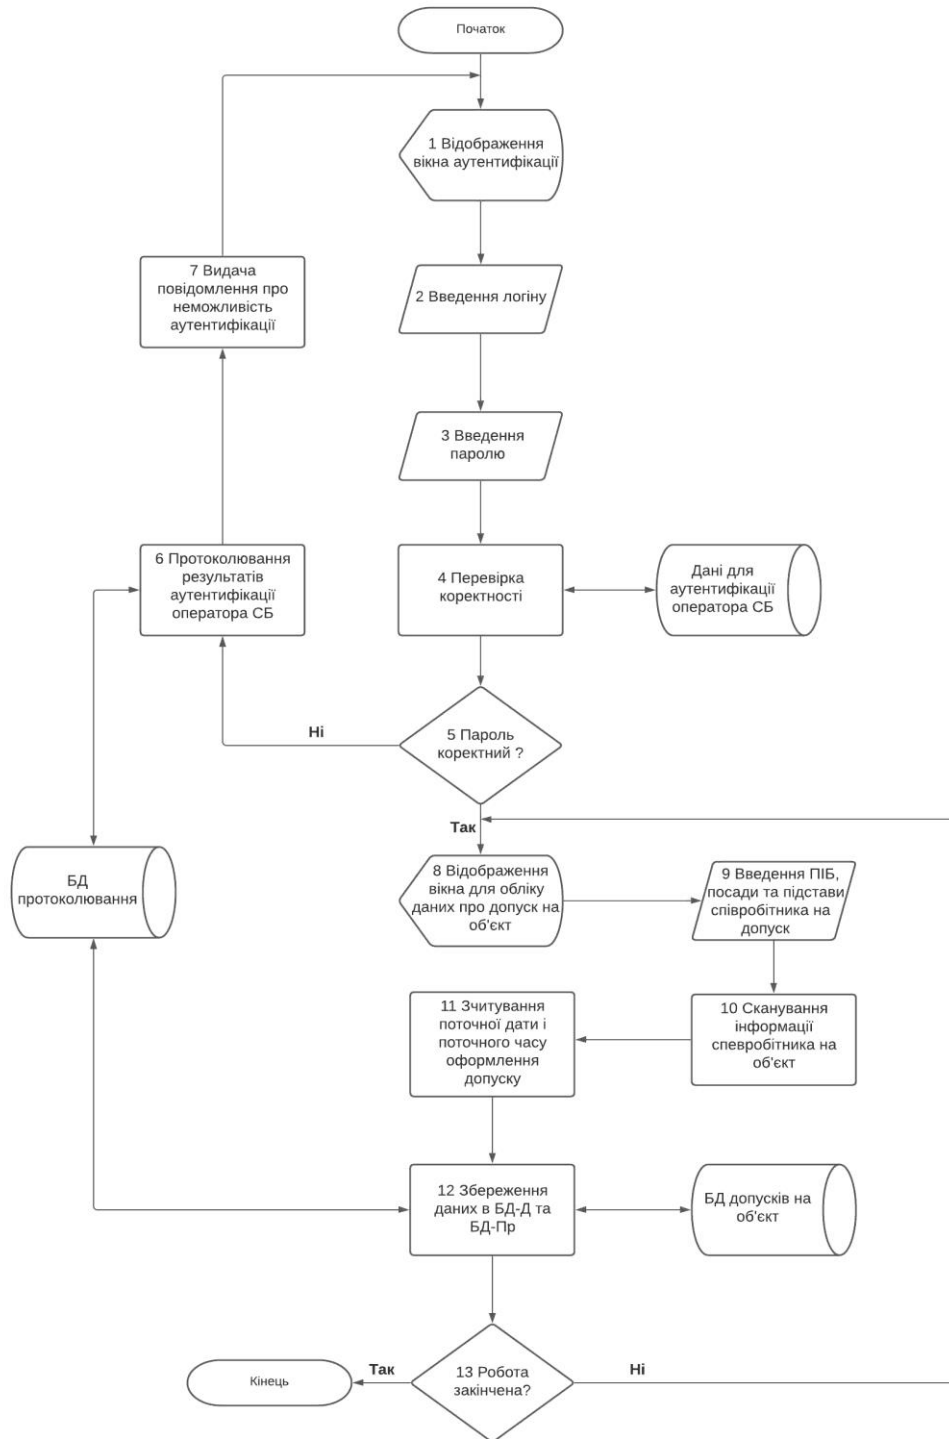 Початок
1 Відображення
вікна аутентифікації
7 Видача
повідомлення про
неможливість
аутентифікації
2 Введення логіну
3 Введення
паролю
6 Протоколювання
результатів
аутентифікації
оператора СБ
4 Перевірка
коректності
Дані для
аутентифікації
оператора СБ
Ні
5 Пароль
коректний ?
Так
БД
протоколювання
8 Відображення
вікна для обліку
даних про допуск на
об'єкт
9 Введення ПІБ,
посади та підстави
співробітника на
допуск
11 Зчитування
поточної дати і
поточного часу
оформлення
допуску
10 Сканування
інформації
спевробітника на
об'єкт
12 Збереження
даних в БД-Д та
БД-Пр
БД допусків на
об'єкт
Кінець
Так
13 Робота
закінчена?
Ні